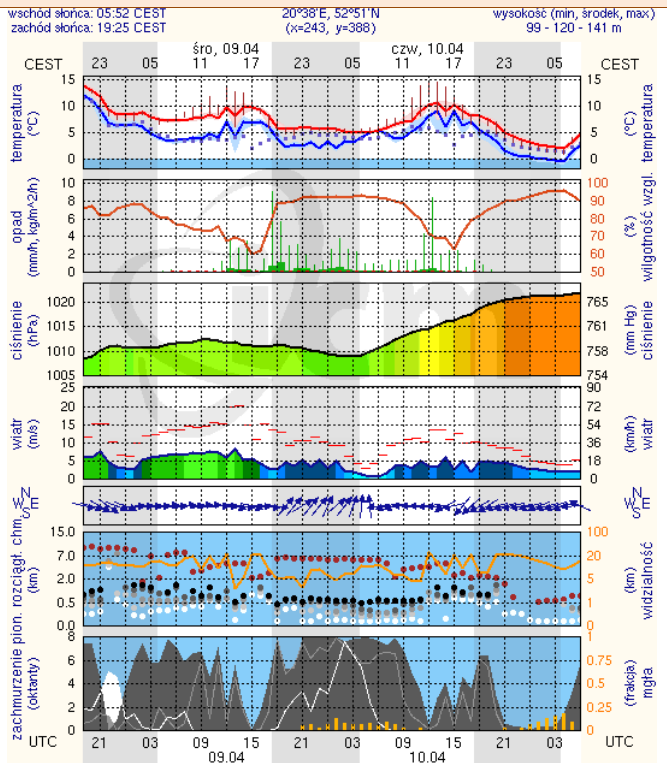 wschód słońca: 05:52 CEST 20°38'E, 52°51'N wysokość (min, środek, max)
zachód słońca: 19:25 CEST (x=243, y=388) 99 - 120 - 141 m
śro, 09.04 czw, 10.04
CEST 23 05 11 17 23 05 11 17 23 05 CEST
temperatura (°C) 15 10 5 0 15 10 5 0 temperatura (°C)
opad (mm/h, kg/m^2/h) 10 8 6 4 2 0 100 90 80 70 60 50 wilgotność wzgl. (%)
ciśnienie (hPa) 1020 1015 1010 1005 765 761 758 754 (mm Hg) ciśnienie
wiatr (m/s) 25 20 15 10 5 0 90 72 54 36 18 0 (km/h) wiatr
N W E S N W E S
pion. rozciągł. chm. (km) 15.0 7.0 2.0 0.5 0.0 100 20 5 1 0 (km) widzialność
zachmurzenie (oktanty) 8 6 4 2 0 1 0.75 0.5 0.25 0 (frakcja) mgła
UTC 21 03 09 15 21 03 09 15 21 03 UTC
09.04 10.04